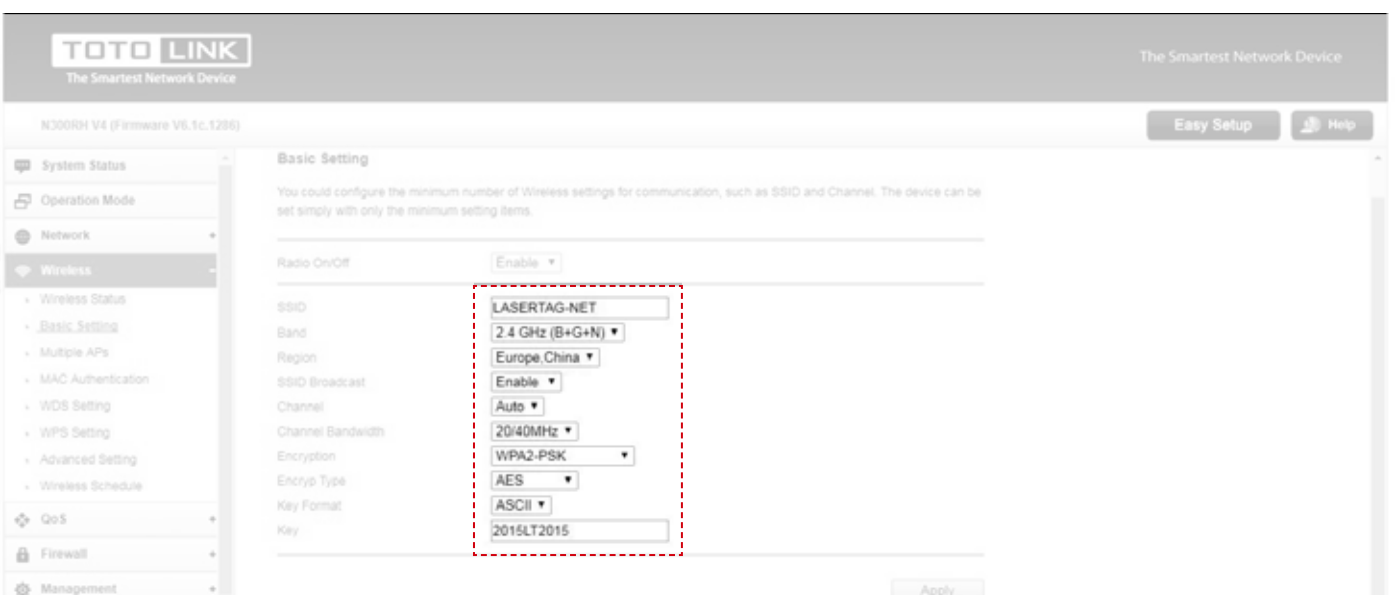 TOTO LINK
The Smartest Network Device
The Smartest Network Device
N300RH V4 (Firmware V6.1c.1286)
Easy Setup
Help
System Status
Operation Mode
Network +
Wireless -
Wireless Status
Basic Setting
Multiple APs
MAC Authentication
WDS Setting
WPS Setting
Advanced Setting
Wireless Schedule
QoS +
Firewall +
Management +
Basic Setting
You could configure the minimum number of Wireless settings for communication, such as SSID and Channel. The device can be
set simply with only the minimum setting items.
Radio On/Off Enable
SSID LASERTAG-NET
Band 2.4 GHz (B+G+N)
Region Europe,China
SSID Broadcast Enable
Channel Auto
Channel Bandwidth 20/40MHz
Encryption WPA2-PSK
Encryp Type AES
Key Format ASCII
Key 2015LT2015
Apply